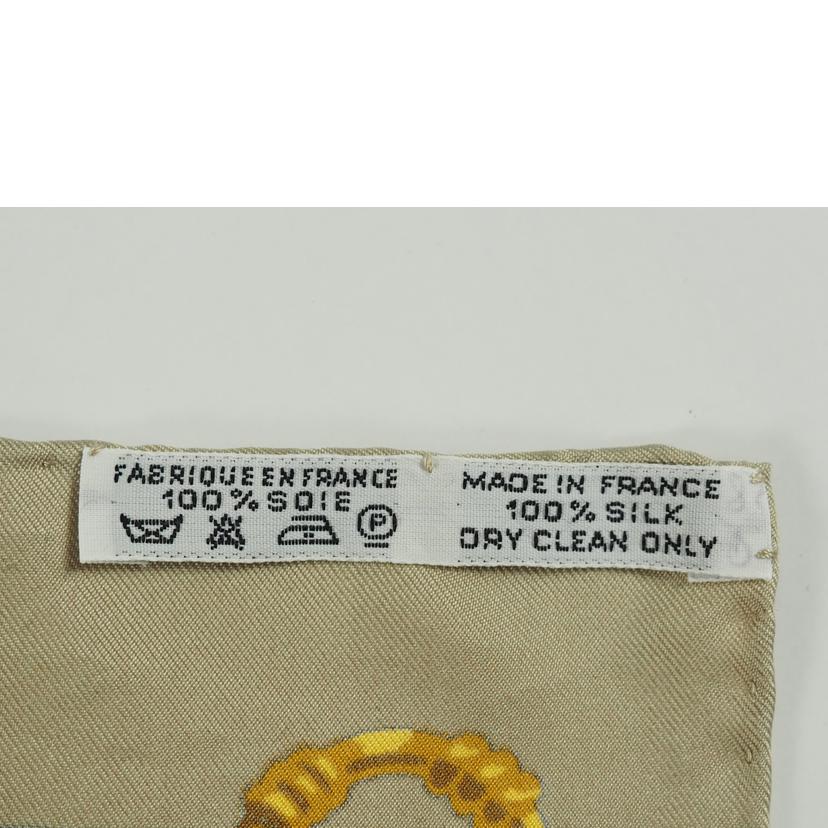 FABRIQUE EN FRANCE
100% SOIE
P
MADE IN FRANCE
100% SILK
DRY CLEAN ONLY